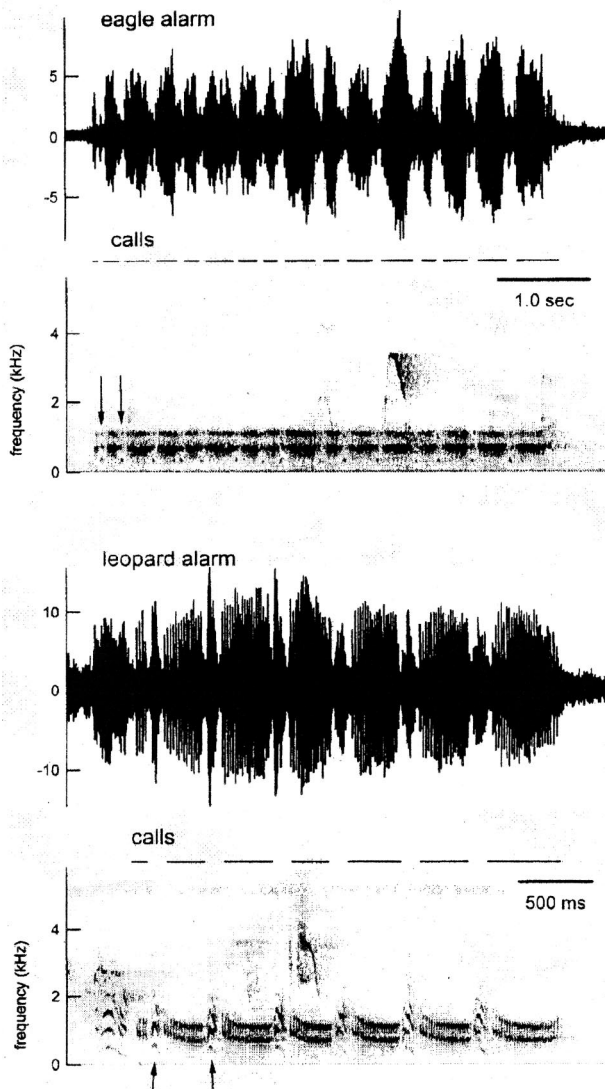 eagle alarm
5
0
-5
calls
1.0 sec
frequency (kHz)
4
2
0
leopard alarm
10
0
-10
calls
500 ms
frequency (kHz)
4
2
0